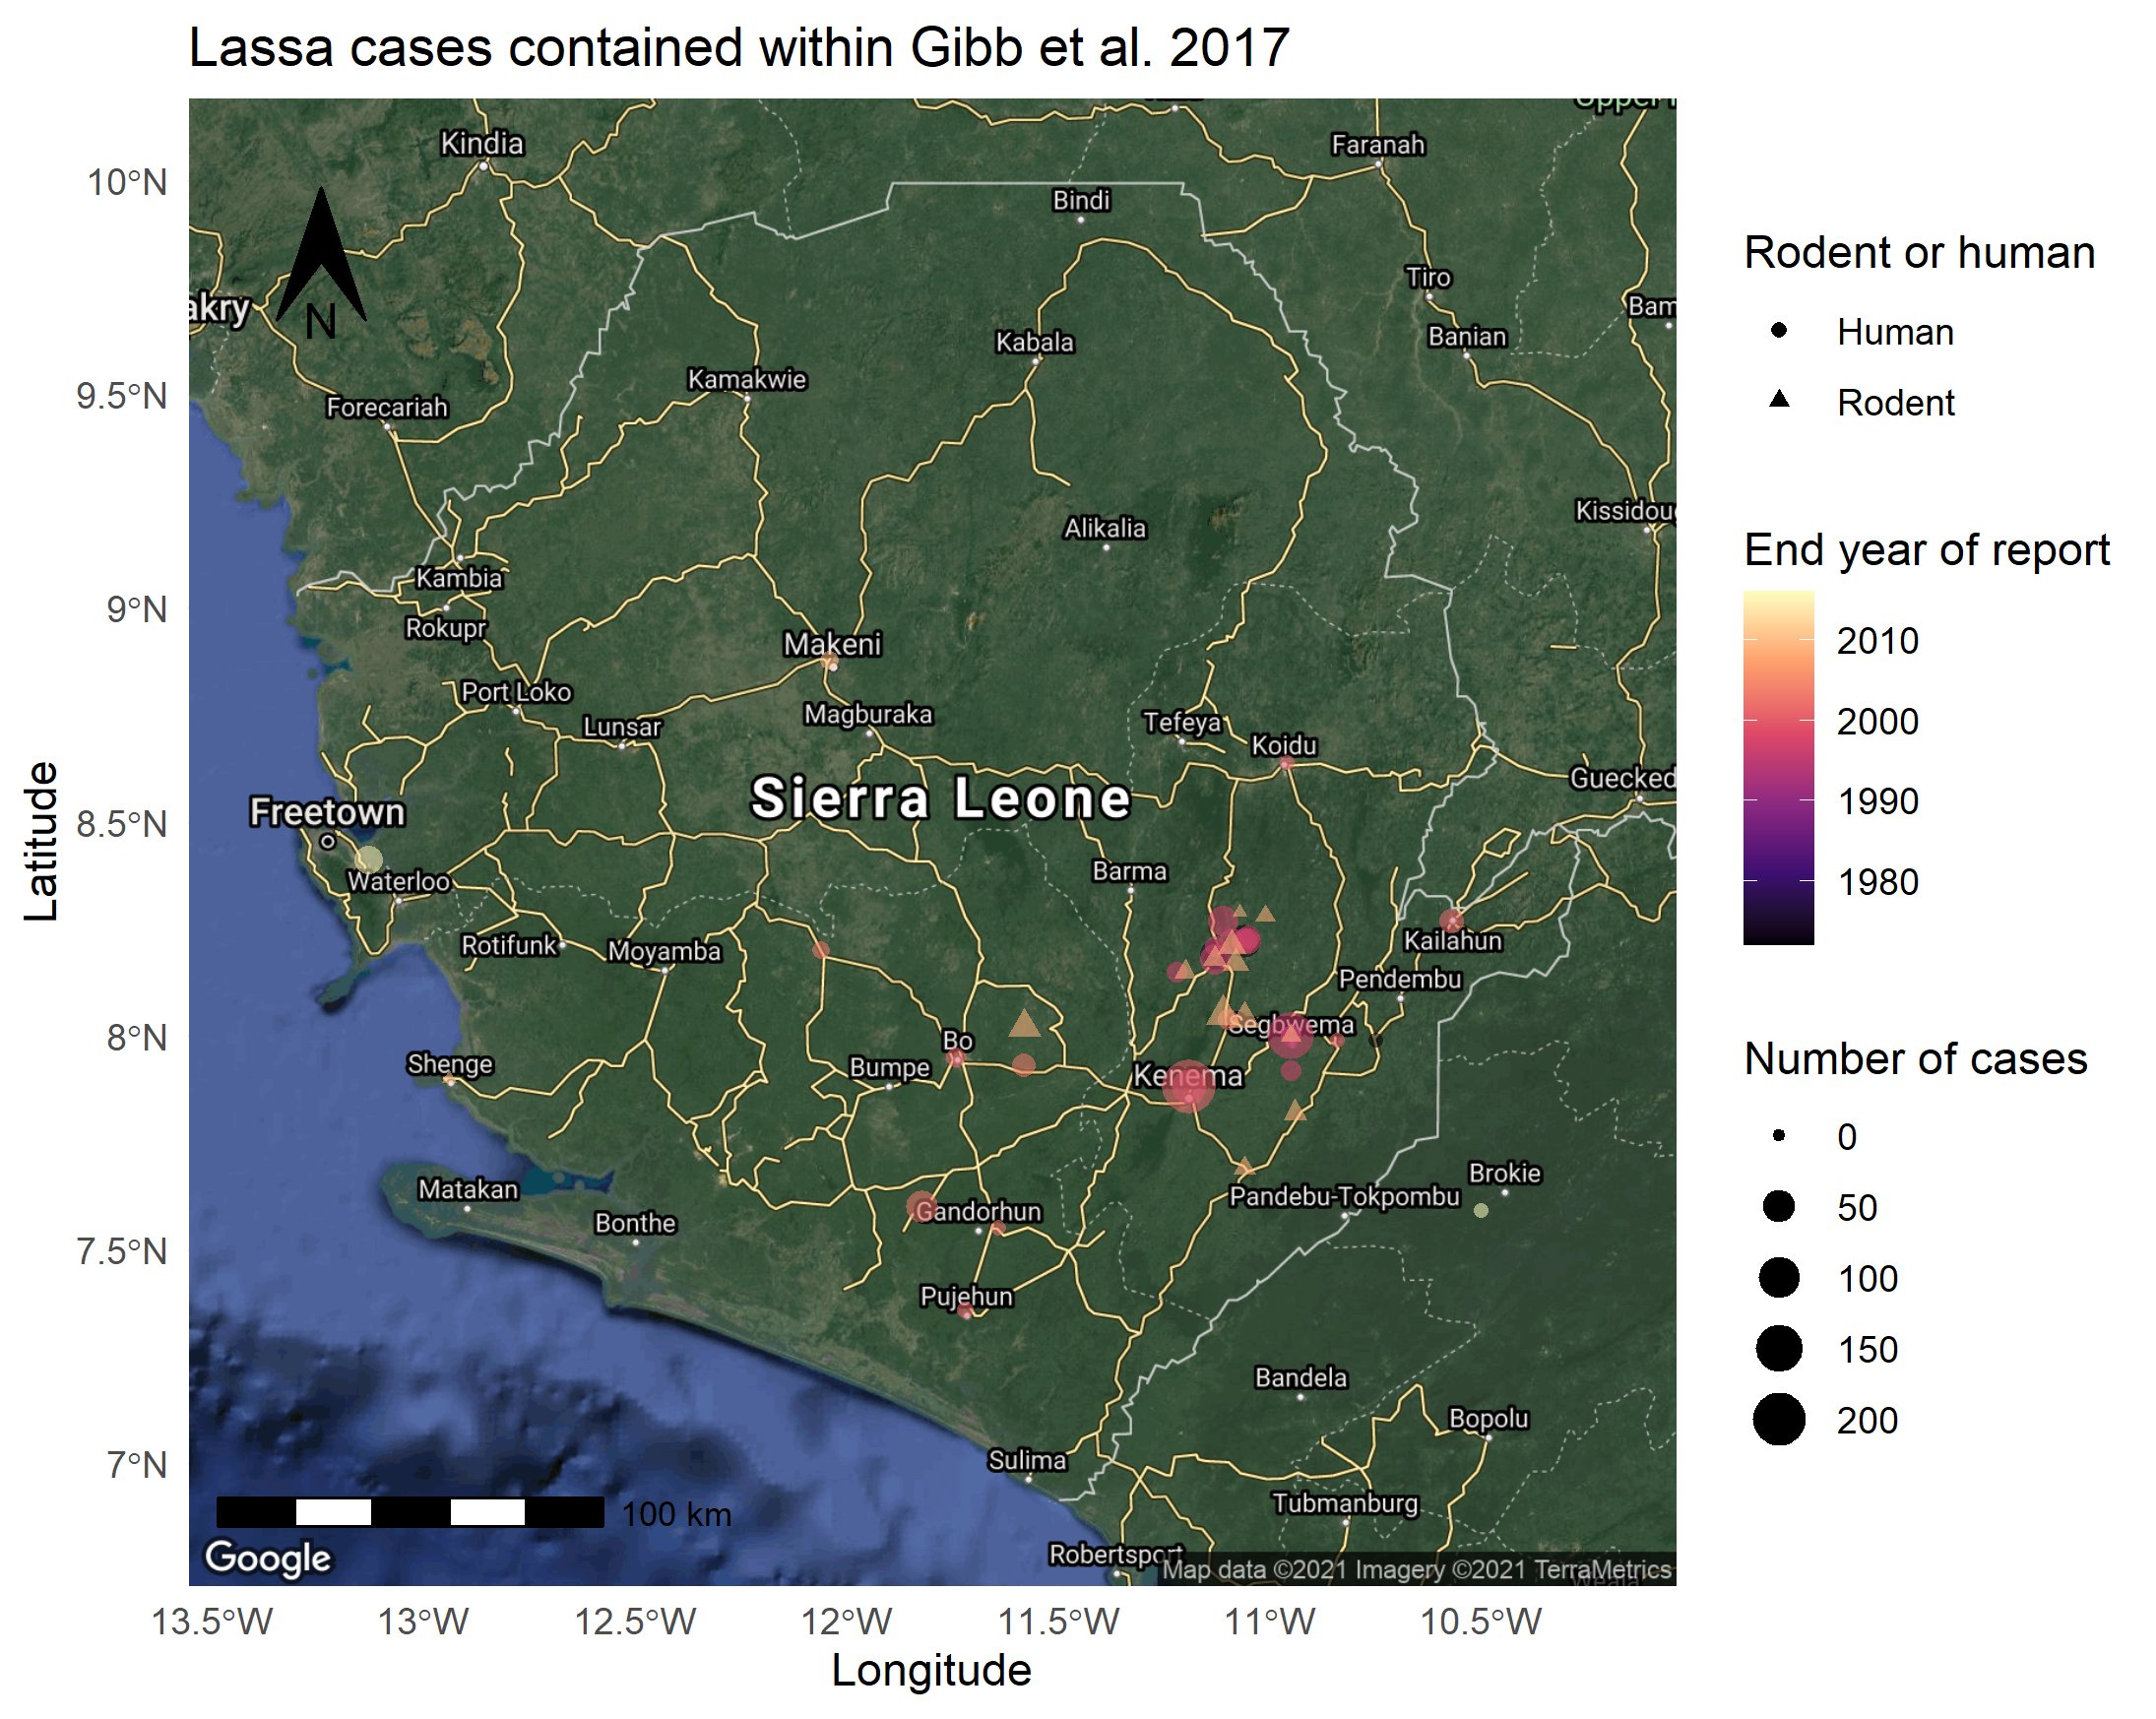 Lassa cases contained within Gibb et al. 2017
Latitude
10°N
9.5°N
9°N
8.5°N
8°N
7.5°N
7°N
Kindia
Faranah
Bindi
N
akry
Tiro
Bam
Banian
Kabala
Kamakwie
Forecariah
Kissidou
Alikalia
Kambia
Rokupr
Makeni
Port Loko
Magburaka
Lunsar
Tefeya
Koidu
Guecked
Sierra Leone
Freetown
Waterloo
Barma
Rotifunk
Moyamba
Kailahun
Pendembu
Segbwema
Bo
Shenge
Bumpe
Kenema
Matakan
Brokie
Pandebu-Tokpombu
Gandorhun
Bonthe
Pujehun
Bandela
Bopolu
Sulima
Tubmanburg
100 km
Google
Robertsport
Map data ©2021 Imagery ©2021 TerraMetrics
13.5°W 13°W 12.5°W 12°W 11.5°W 11°W 10.5°W
Longitude
Rodent or human
Human
Rodent
End year of report
2010
2000
1990
1980
Number of cases
0
50
100
150
200